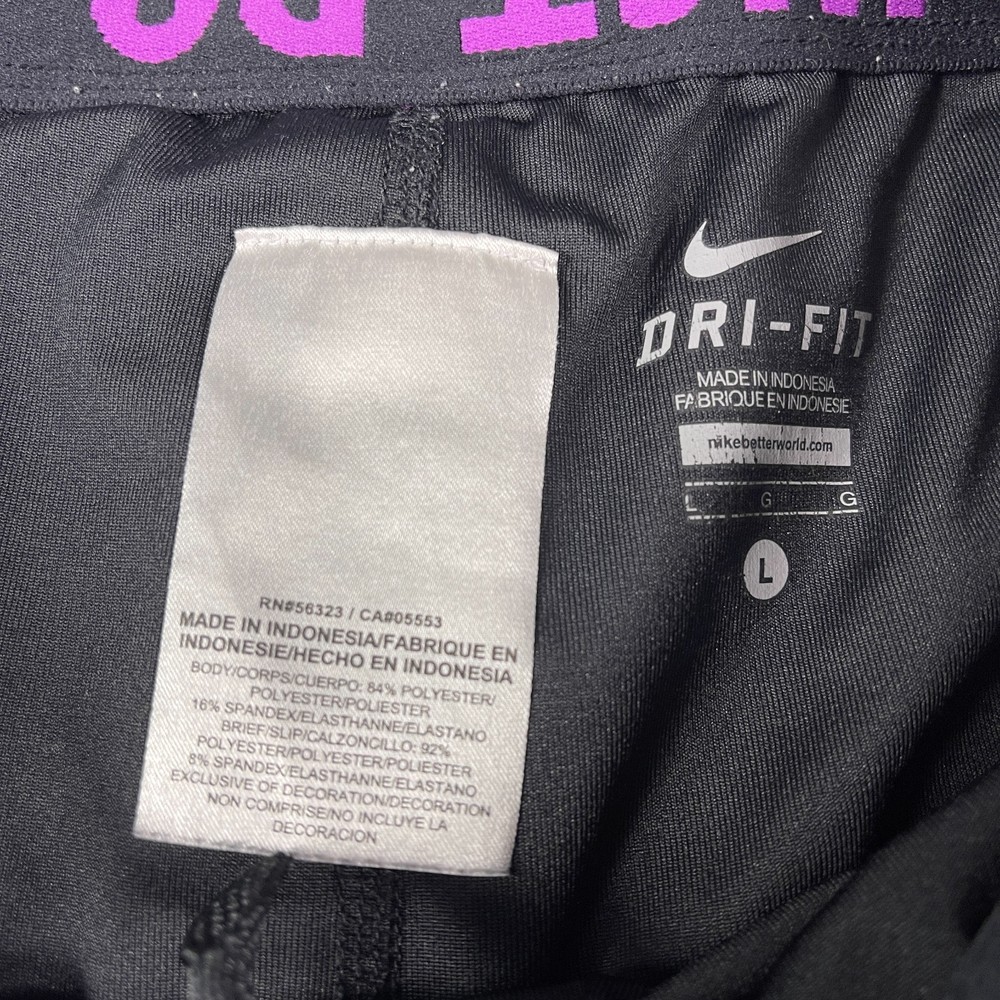 DRI-FIT
MADE IN INDONESIA
FABRIQUE EN INDONÉSIE
nikebetterworld.com
L G G
L
RN#56323 / CA#05553
MADE IN INDONESIA/FABRIQUE EN
INDONESIE/HECHO EN INDONESIA
BODY/CORPS/CUERPO: 84% POLYESTER/
POLYESTER/POLIESTER
16% SPANDEX/ELASTHANNE/ELASTANO
BRIEF/SLIP/CALZONCILLO: 92%
POLYESTER/POLYESTER/POLIESTER
8% SPANDEX/ELASTHANNE/ELASTANO
EXCLUSIVE OF DECORATION/DECORATION
NON COMPRISE/NO INCLUYE LA
DECORACION